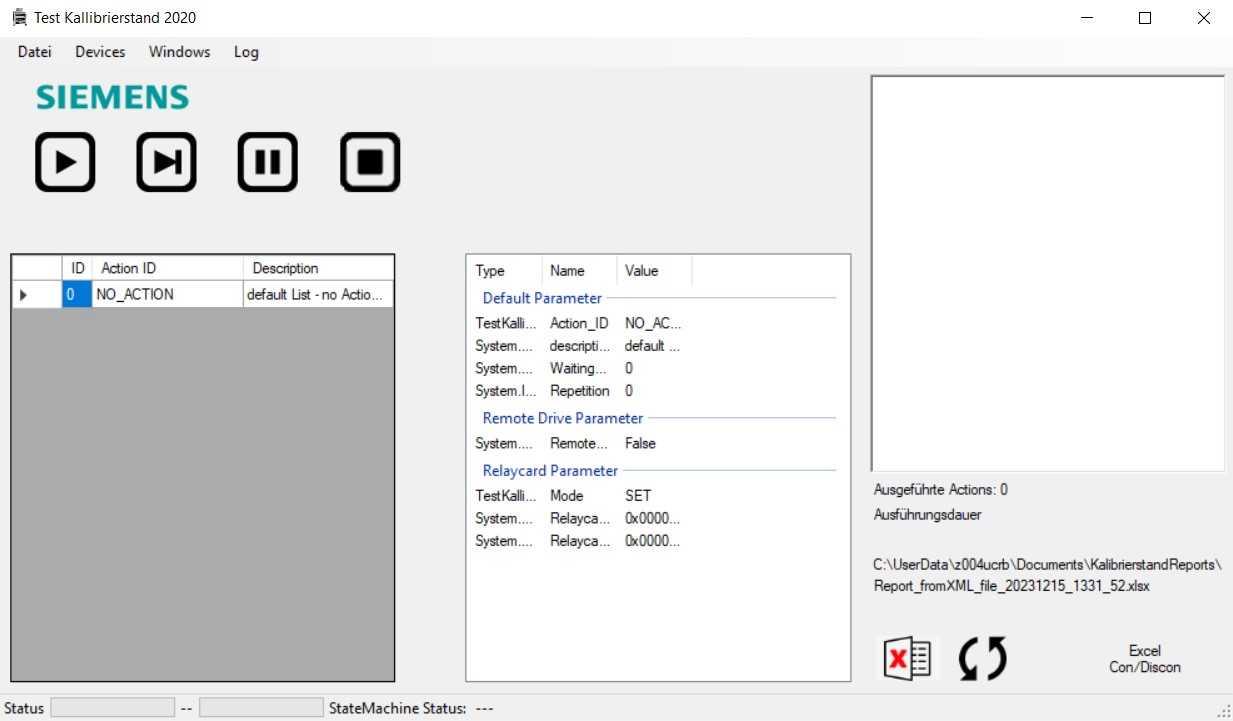 Test Kallibrierstand 2020
Datei Devices Windows Log
SIEMENS
ID Action ID Description
0 NO_ACTION default List - no Actio...
Type Name Value
Default Parameter
TestKalli... Action_ID NO_AC...
System.... descripti... default ...
System.... Waiting... 0
System.I... Repetition 0
Remote Drive Parameter
System.... Remote... False
Relaycard Parameter
TestKalli... Mode SET
System.... Relayca... 0x0000...
System.... Relayca... 0x0000...
Ausgeführte Actions: 0
Ausführungsdauer
C:\UserData\z004ucrb\Documents\KalibrierstandReports\
Report_fromXML_file_20231215_1331_52.xlsx
Excel
Con/Discon
Status -- StateMachine Status: ---